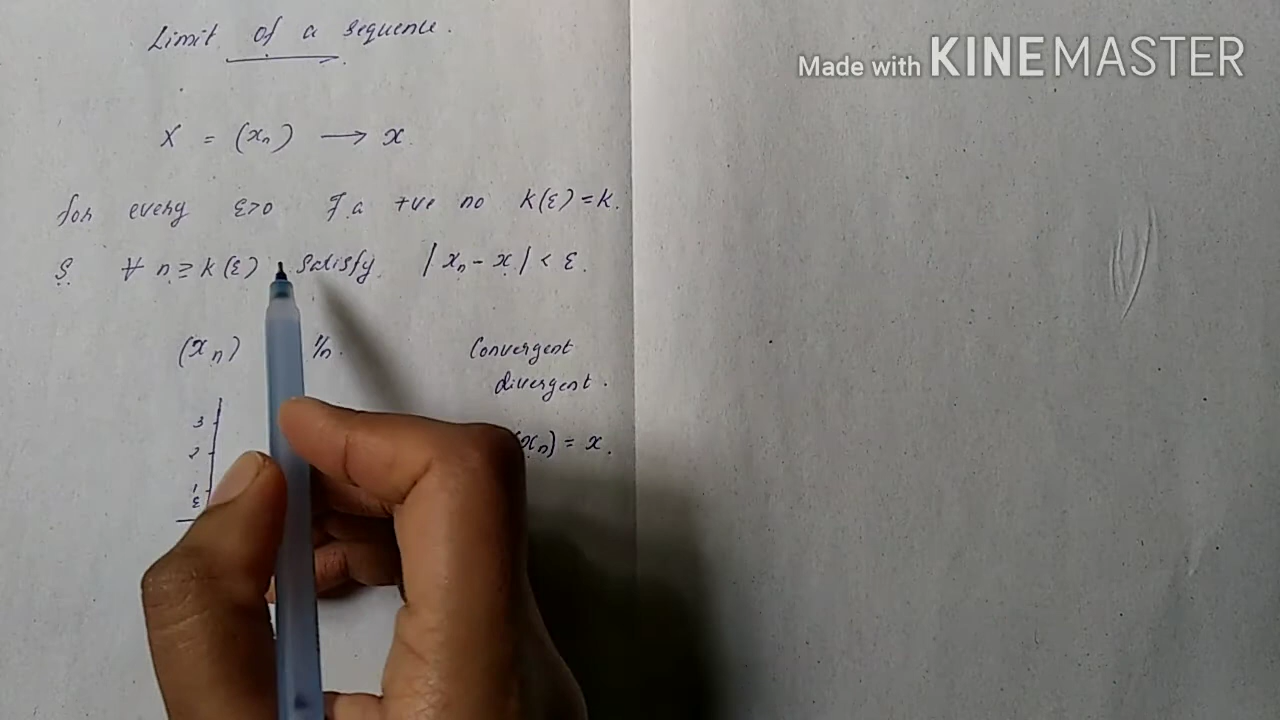 Limit of a sequence.
Made with KINEMASTER
X = (xₙ) → x.
for every ε>0 ∃ a +ve no K(ε) = K.
S. ∀ n ≥ K(ε) satisfy |xₙ - x| < ε.
(xₙ) 1/n. Convergent
divergent.
3
2
1
ε
(xₙ) = x.